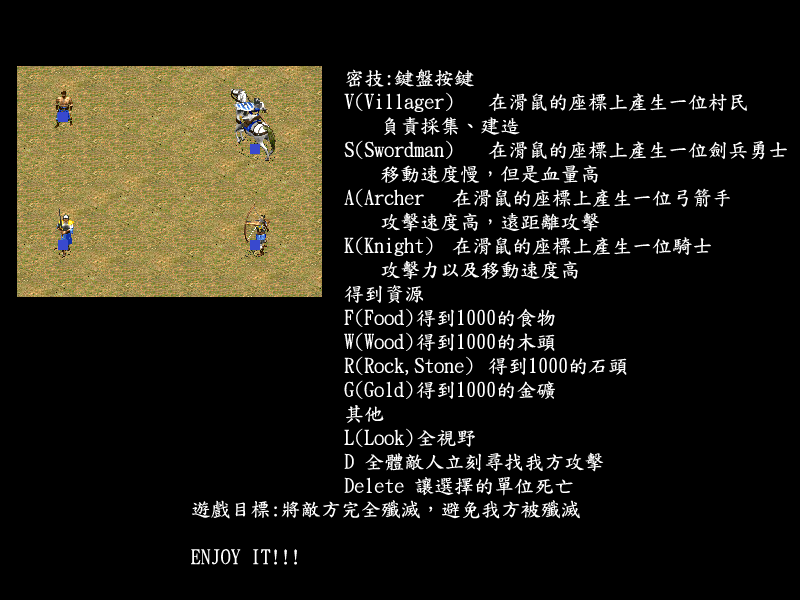 密技:鍵盤按鍵
V(Villager) 在滑鼠的座標上產生一位村民
負責採集、建造
S(Swordman) 在滑鼠的座標上產生一位劍兵勇士
移動速度慢，但是血量高
A(Archer 在滑鼠的座標上產生一位弓箭手
攻擊速度高，遠距離攻擊
K(Knight) 在滑鼠的座標上產生一位騎士
攻擊力以及移動速度高
得到資源
F(Food)得到1000的食物
W(Wood)得到1000的木頭
R(Rock,Stone) 得到1000的石頭
G(Gold)得到1000的金礦
其他
L(Look)全視野
D 全體敵人立刻尋找我方攻擊
Delete 讓選擇的單位死亡
遊戲目標:將敵方完全殲滅，避免我方被殲滅
ENJOY IT!!!